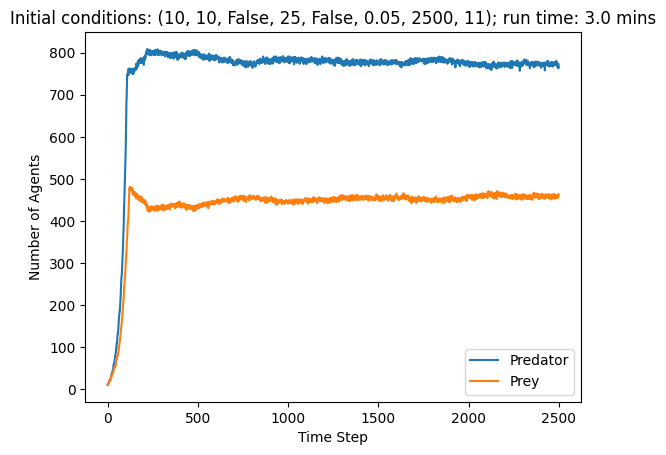 Initial conditions: (10, 10, False, 25, False, 0.05, 2500, 11); run time: 3.0 mins
800
700
600
500
400
300
200
100
0
Number of Agents
Predator
Prey
0 500 1000 1500 2000 2500
Time Step